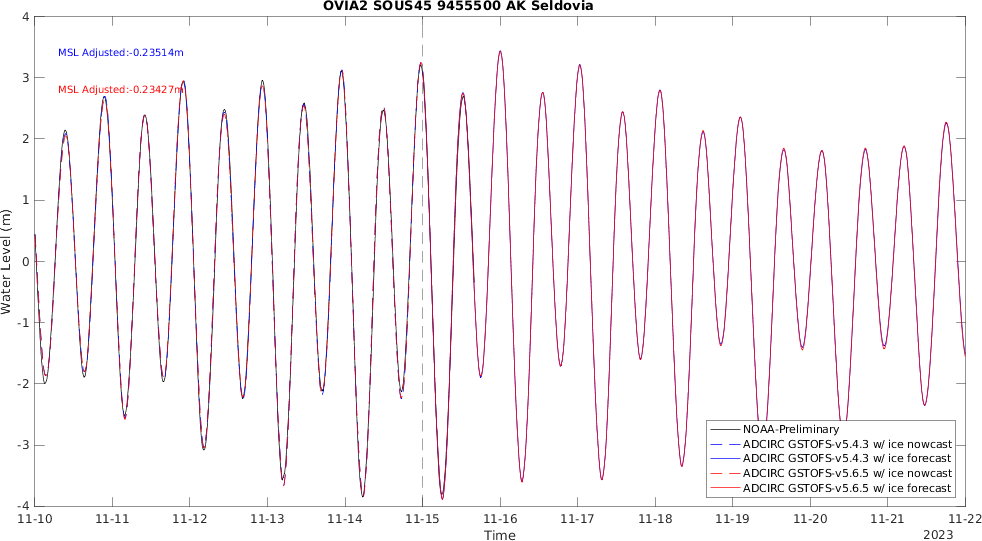 OVIA2 SOUS45 9455500 AK Seldovia
MSL Adjusted:-0.23514m
MSL Adjusted:-0.23427m
Water Level (m)
4
3
2
1
0
-1
-2
-3
-4
NOAA-Preliminary
ADCIRC GSTOFS-v5.4.3 w/ ice nowcast
ADCIRC GSTOFS-v5.4.3 w/ ice forecast
ADCIRC GSTOFS-v5.6.5 w/ ice nowcast
ADCIRC GSTOFS-v5.6.5 w/ ice forecast
11-10 11-11 11-12 11-13 11-14 11-15 11-16 11-17 11-18 11-19 11-20 11-21 11-22
Time
2023